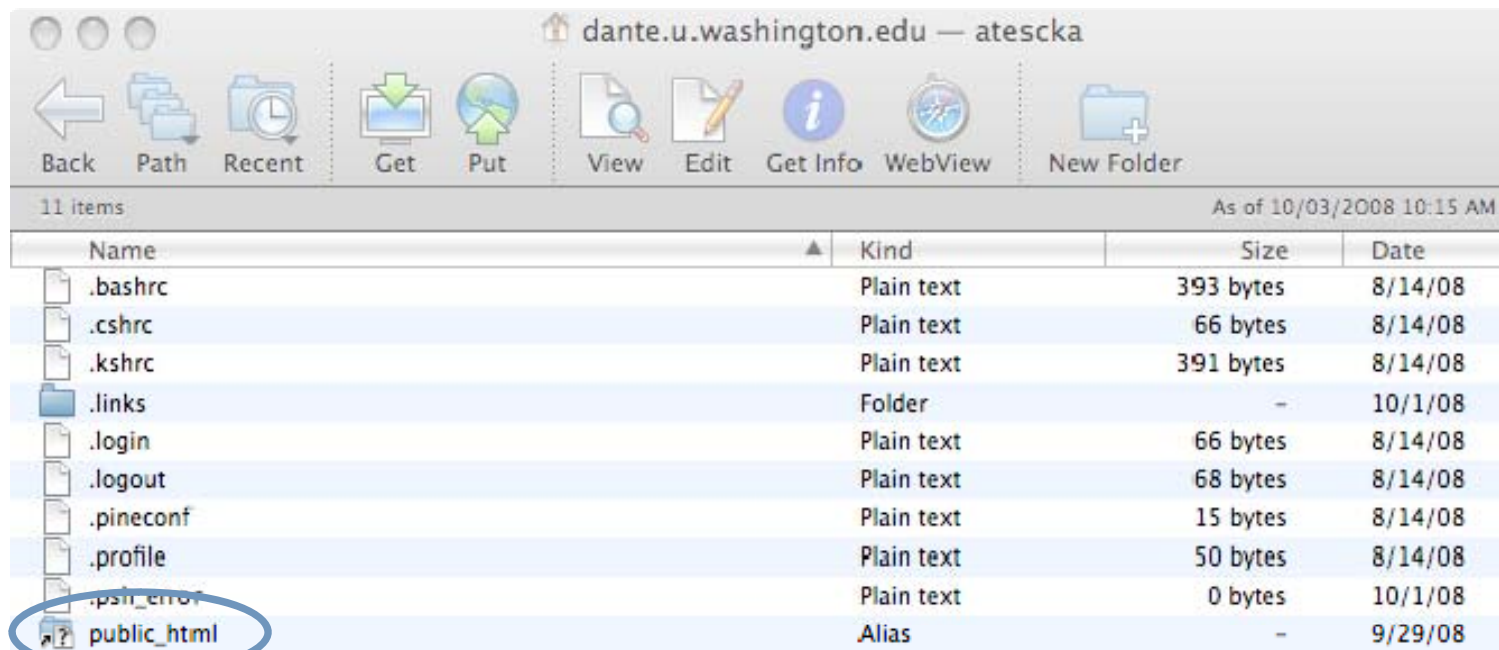 dante.u.washington.edu — atescka
Back Path Recent Get Put View Edit Get Info WebView New Folder
11 items As of 10/03/2008 10:15 AM
Name Kind Size Date
.bashrc Plain text 393 bytes 8/14/08
.cshrc Plain text 66 bytes 8/14/08
.kshrc Plain text 391 bytes 8/14/08
.links Folder - 10/1/08
.login Plain text 66 bytes 8/14/08
.logout Plain text 68 bytes 8/14/08
.pineconf Plain text 15 bytes 8/14/08
.profile Plain text 50 bytes 8/14/08
Plain text 0 bytes 10/1/08
public_html Alias - 9/29/08